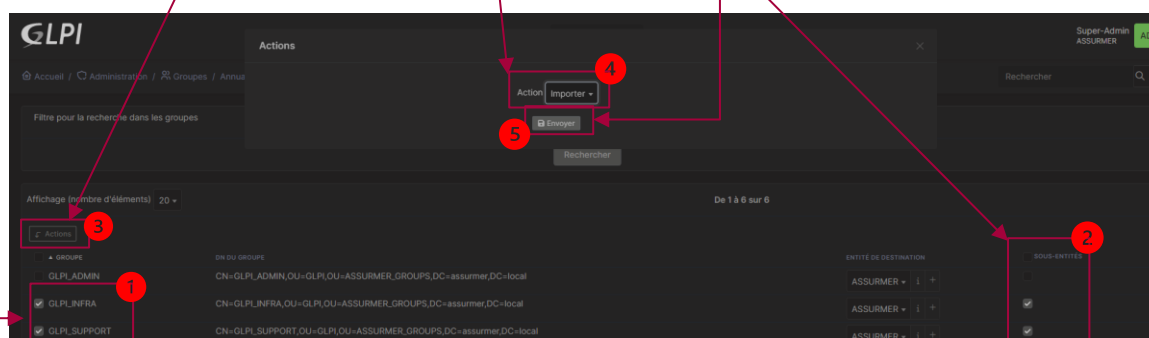 GLPI
Super-Admin
ASSURMER
AD
Actions
Accueil / Administration / Groupes / Annua
Rechercher
4
Action Importer
Filtre pour la recherche dans les groupes
5
Envoyer
Rechercher
Affichage (nombre d'éléments) 20
De 1 à 6 sur 6
Actions
3
2
GROUPE DN DU GROUPE ENTITÉ DE DESTINATION SOUS-ENTITÉS
GLPI_ADMIN CN=GLPI_ADMIN,OU=GLPI,OU=ASSURMER_GROUPS,DC=assurmer,DC=local ASSURMER i +
1
GLPI_INFRA CN=GLPI_INFRA,OU=GLPI,OU=ASSURMER_GROUPS,DC=assurmer,DC=local ASSURMER i +
GLPI_SUPPORT CN=GLPI_SUPPORT,OU=GLPI,OU=ASSURMER_GROUPS,DC=assurmer,DC=local ASSURMER i +